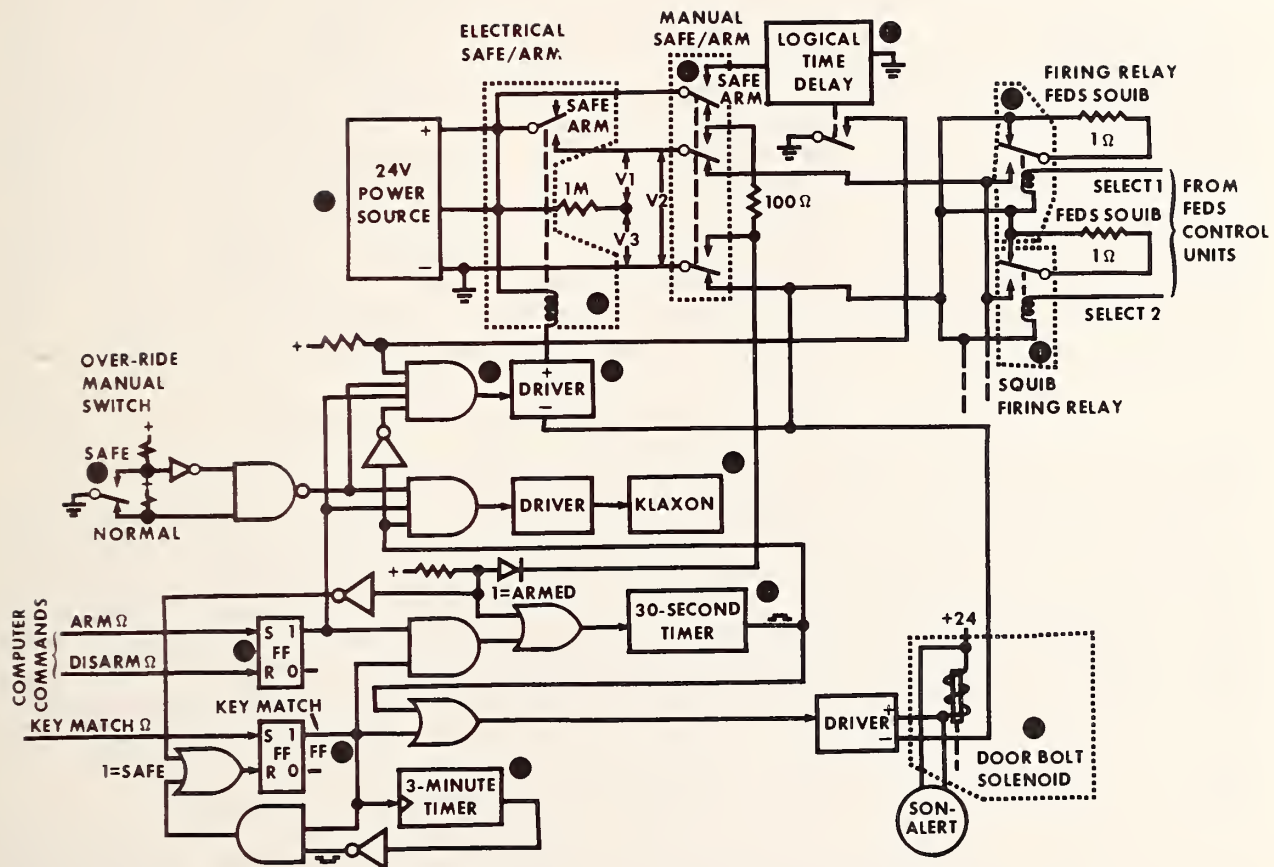 ELECTRICAL
SAFE/ARM
MANUAL
SAFE/ARM
LOGICAL
TIME
DELAY
SAFE
ARM
SAFE
ARM
FIRING RELAY
FEDS SQUIB
1Ω
SELECT 1
FEDS SQUIB
1Ω
SELECT 2
FROM
FEDS
CONTROL
UNITS
SQUIB
FIRING RELAY
+
24V
POWER
SOURCE
−
1M
V1
V2
V3
100Ω
+
OVER-RIDE
MANUAL
SWITCH
+
SAFE
+
NORMAL
+
DRIVER
−
DRIVER
KLAXON
+
1=ARMED
30-SECOND
TIMER
COMPUTER
COMMANDS
ARM Ω
DISARM Ω
S 1
FF
R 0
KEY MATCH Ω
KEY MATCH
FF
S 1
FF
R 0
1=SAFE
3-MINUTE
TIMER
DRIVER
+
−
+24
DOOR BOLT
SOLENOID
SON-
ALERT